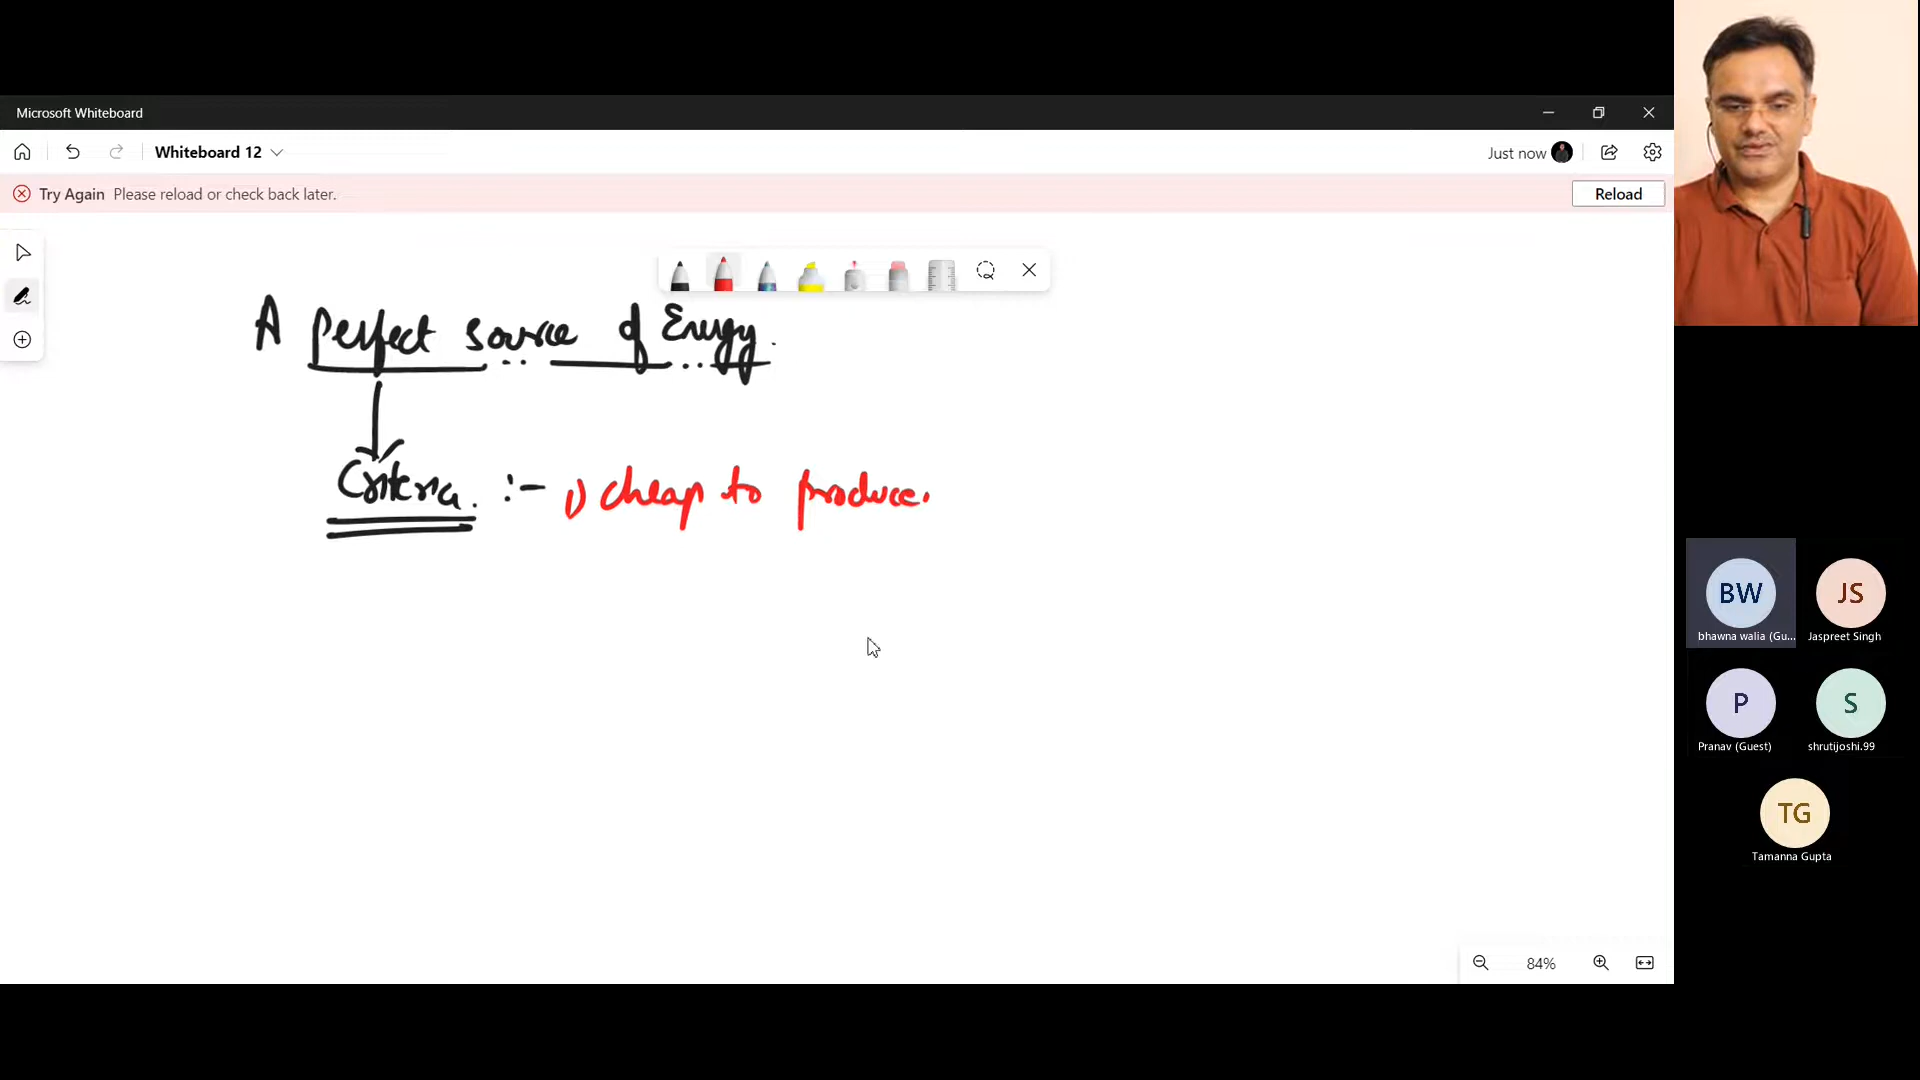 Microsoft Whiteboard
Whiteboard 12
Just now
Try Again Please reload or check back later.
Reload
A perfect source of Energy.
Criteria. :- 1) cheap to produce.
BW
bhawna walia (Gu...
JS
Jaspreet Singh
P
Pranav (Guest)
S
shrutijoshi.99
TG
Tamanna Gupta
84%